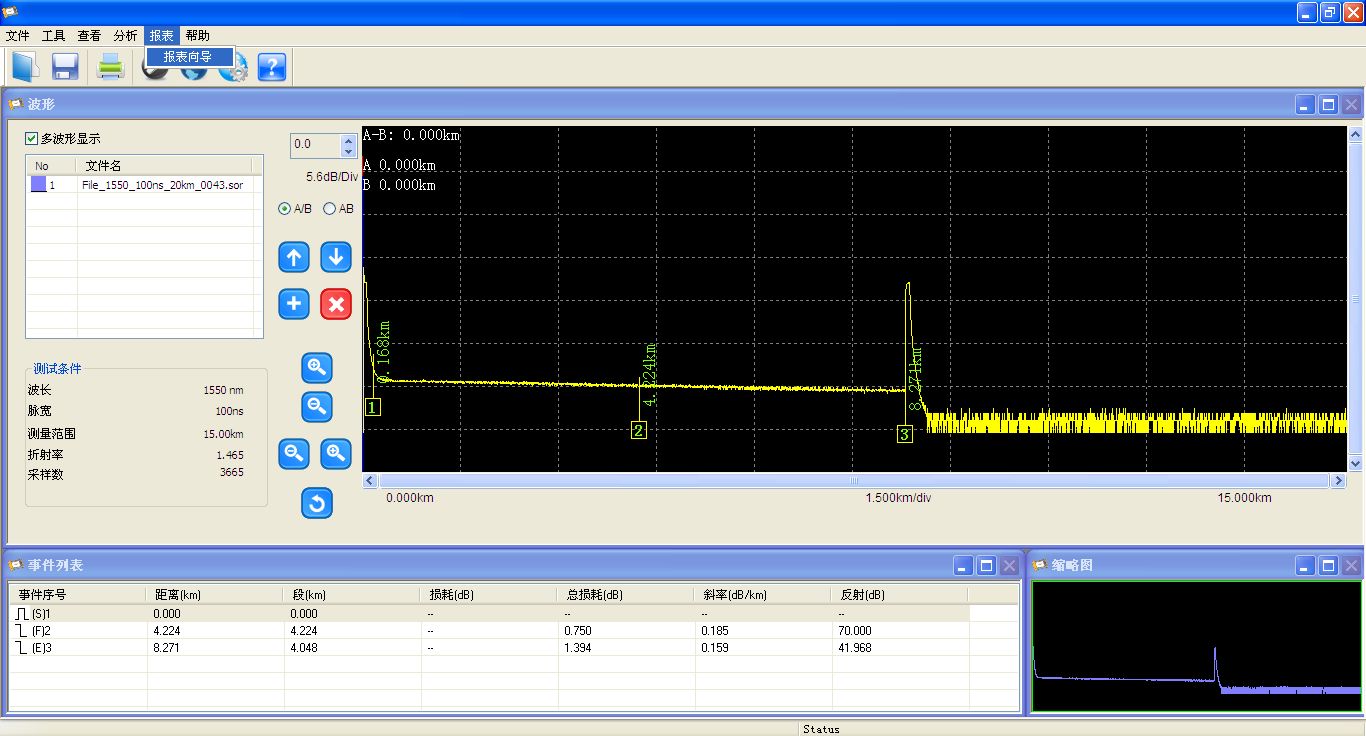 文件 工具 查看 分析 报表 帮助
报表向导
波形
多波形显示
No 文件名
1 File_1550_100ns_20km_0043.sor
0.0
5.6dB/Div
A/B AB
测试条件
波长 1550 nm
脉宽 100ns
测量范围 15.00km
折射率 1.465
采样数 3665
A-B: 0.000km
A 0.000km
B 0.000km
0.168km
4.224km
8.271km
1
2
3
0.000km 1.500km/div 15.000km
事件列表
事件序号 距离(km) 段(km) 损耗(dB) 总损耗(dB) 斜率(dB/km) 反射(dB)
(S)1 0.000 0.000 -- -- -- --
(F)2 4.224 4.224 -- 0.750 0.185 70.000
(E)3 8.271 4.048 -- 1.394 0.159 41.968
缩略图
Status